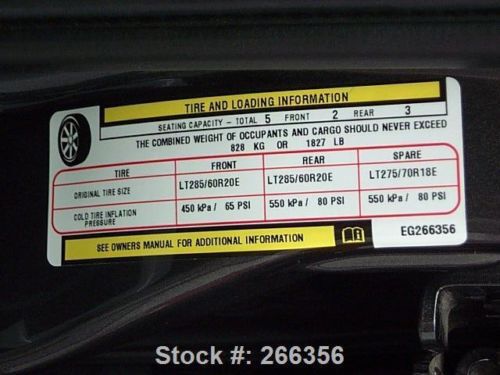 TIRE AND LOADING INFORMATION
SEATING CAPACITY - TOTAL 5 FRONT 2 REAR 3
THE COMBINED WEIGHT OF OCCUPANTS AND CARGO SHOULD NEVER EXCEED
828 KG OR 1827 LB
TIRE FRONT REAR SPARE
ORIGINAL TIRE SIZE LT285/60R20E LT285/60R20E LT275/70R18E
COLD TIRE INFLATION PRESSURE 450 kPa / 65 PSI 550 kPa / 80 PSI 550 kPa / 80 PSI
SEE OWNERS MANUAL FOR ADDITIONAL INFORMATION EG266356
Stock #: 266356